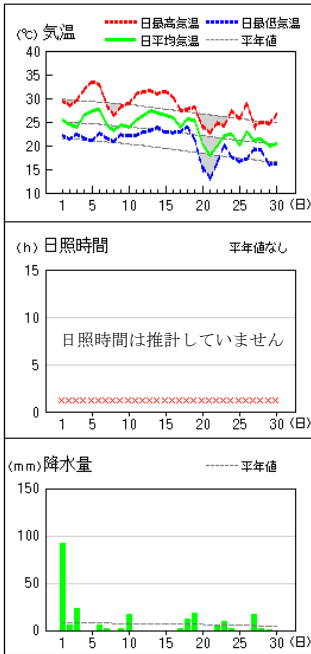 (℃) 気温
日最高気温 日最低気温
日平均気温 平年値
40
35
30
25
20
15
10
1 5 10 15 20 25 30 (日)
(h) 日照時間 平年値なし
15
10
5
0
日照時間は推計していません
1 5 10 15 20 25 30 (日)
(mm) 降水量 平年値
150
100
50
0
1 5 10 15 20 25 30 (日)